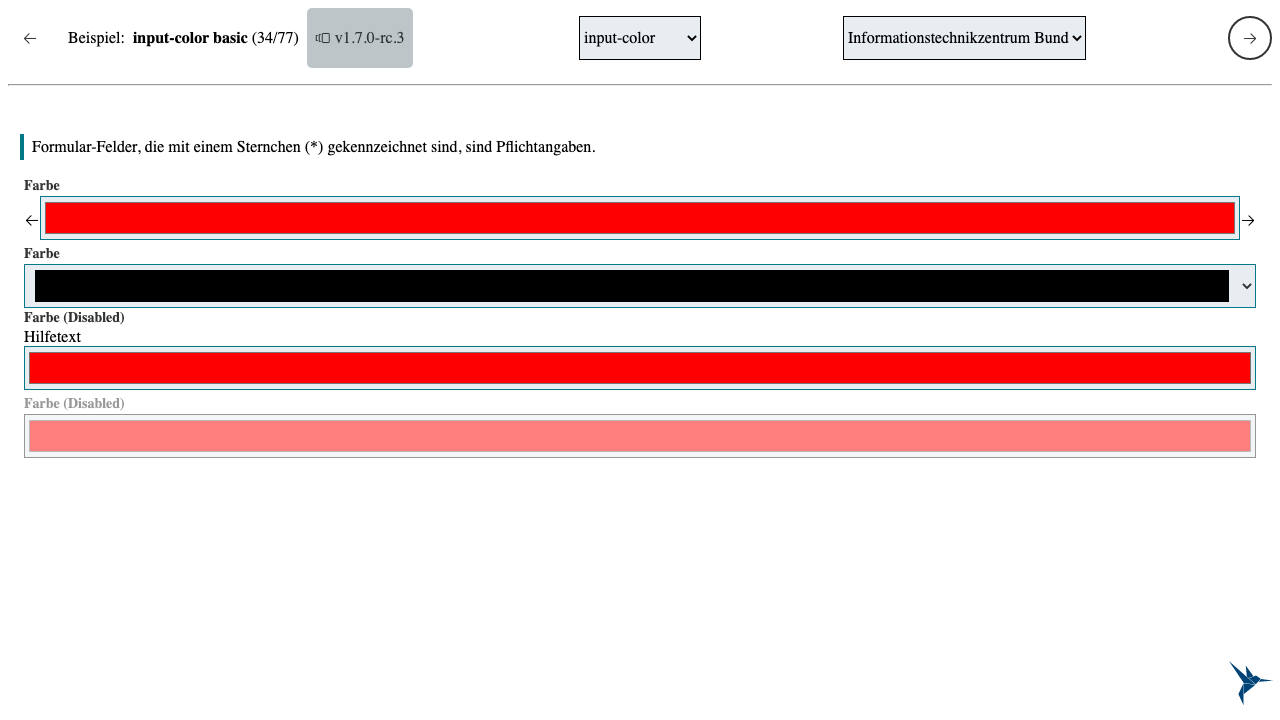 Beispiel: input-color basic (34/77) v1.7.0-rc.3 input-color Informationstechnikzentrum Bund
Formular-Felder, die mit einem Sternchen (*) gekennzeichnet sind, sind Pflichtangaben.
Farbe
Farbe
Farbe (Disabled)
Hilfetext
Farbe (Disabled)